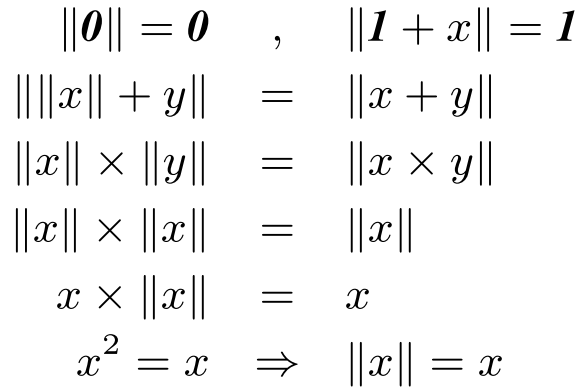 ‖0‖ = 0 , ‖1 + x‖ = 1
‖‖x‖ + y‖ = ‖x + y‖
‖x‖ × ‖y‖ = ‖x × y‖
‖x‖ × ‖x‖ = ‖x‖
x × ‖x‖ = x
x² = x ⇒ ‖x‖ = x